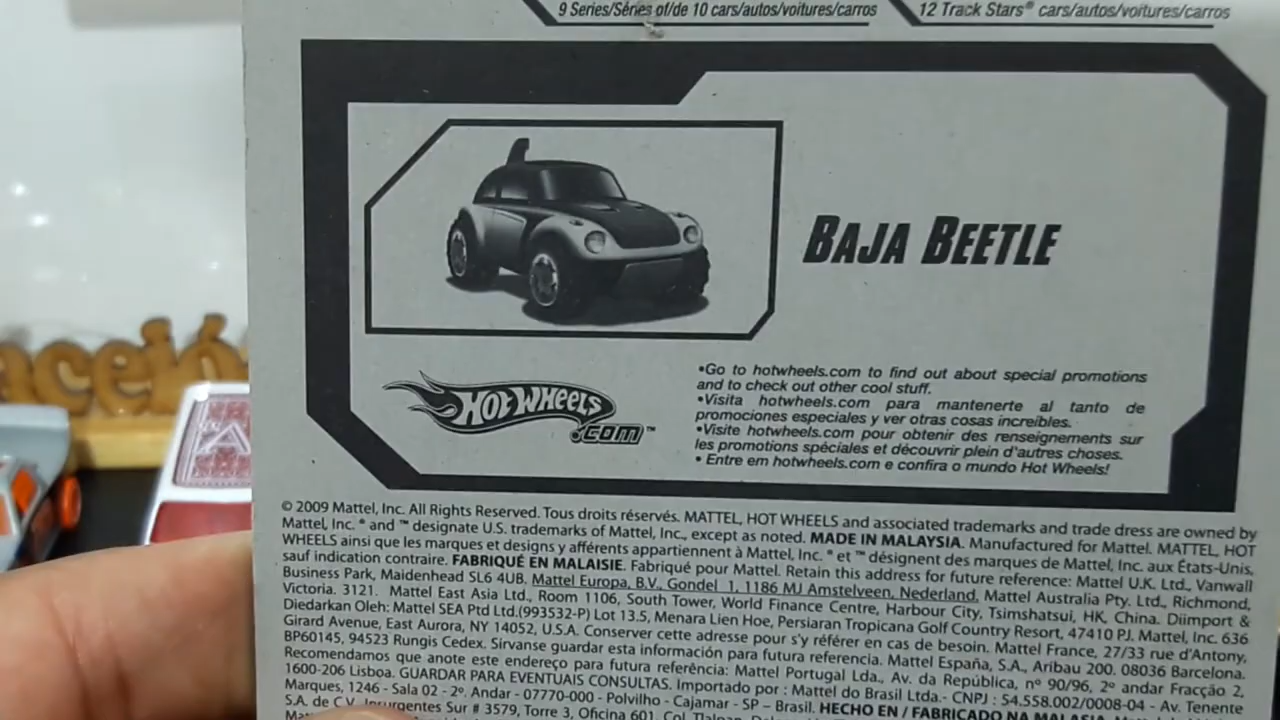 9 Series/Séries of/de 10 cars/autos/voitures/carros
12 Track Stars® cars/autos/voitures/carros
BAJA BEETLE
HOT WHEELS
.COM™
•Go to hotwheels.com to find out about special promotions
and to check out other cool stuff.
•Visita hotwheels.com para mantenerte al tanto de
promociones especiales y ver otras cosas increíbles.
•Visite hotwheels.com pour obtenir des renseignements sur
les promotions spéciales et découvrir plein d'autres choses.
• Entre em hotwheels.com e confira o mundo Hot Wheels!
aceió
A
© 2009 Mattel, Inc. All Rights Reserved. Tous droits réservés. MATTEL, HOT WHEELS and associated trademarks and trade dress are owned by
Mattel, Inc. ® and ™ designate U.S. trademarks of Mattel, Inc., except as noted. MADE IN MALAYSIA. Manufactured for Mattel. MATTEL, HOT
WHEELS ainsi que les marques et designs y afférents appartiennent à Mattel, Inc. ® et ™ désignent des marques de Mattel, Inc. aux États-Unis,
sauf indication contraire. FABRIQUÉ EN MALAISIE. Fabriqué pour Mattel. Retain this address for future reference: Mattel U.K. Ltd., Vanwall
Business Park, Maidenhead SL6 4UB. Mattel Europa, B.V., Gondel 1, 1186 MJ Amstelveen, Nederland. Mattel Australia Pty. Ltd., Richmond,
Victoria. 3121. Mattel East Asia Ltd., Room 1106, South Tower, World Finance Centre, Harbour City, Tsimshatsui, HK, China. Diimport &
Diedarkan Oleh: Mattel SEA Ptd Ltd.(993532-P) Lot 13.5, Menara Lien Hoe, Persiaran Tropicana Golf Country Resort, 47410 PJ. Mattel, Inc. 636
Girard Avenue, East Aurora, NY 14052, U.S.A. Conserver cette adresse pour s'y référer en cas de besoin. Mattel France, 27/33 rue d'Antony,
BP60145, 94523 Rungis Cedex. Sírvanse guardar esta información para futura referencia. Mattel España, S.A., Aribau 200. 08036 Barcelona.
Recomendamos que anote este endereço para futura referência: Mattel Portugal Lda., Av. da República, nº 90/96, 2º andar Fracção 2,
1600-206 Lisboa. GUARDAR PARA EVENTUAIS CONSULTAS. Importado por : Mattel do Brasil Ltda.- CNPJ : 54.558.002/0008-04 - Av. Tenente
Marques, 1246 - Sala 02 - 2º. Andar - 07770-000 - Polvilho - Cajamar - SP – Brasil. HECHO EN / FABRICADO NA MALASIA.
S.A. de C.V., Insurgentes Sur # 3579, Torre 3, Oficina 601, Col.